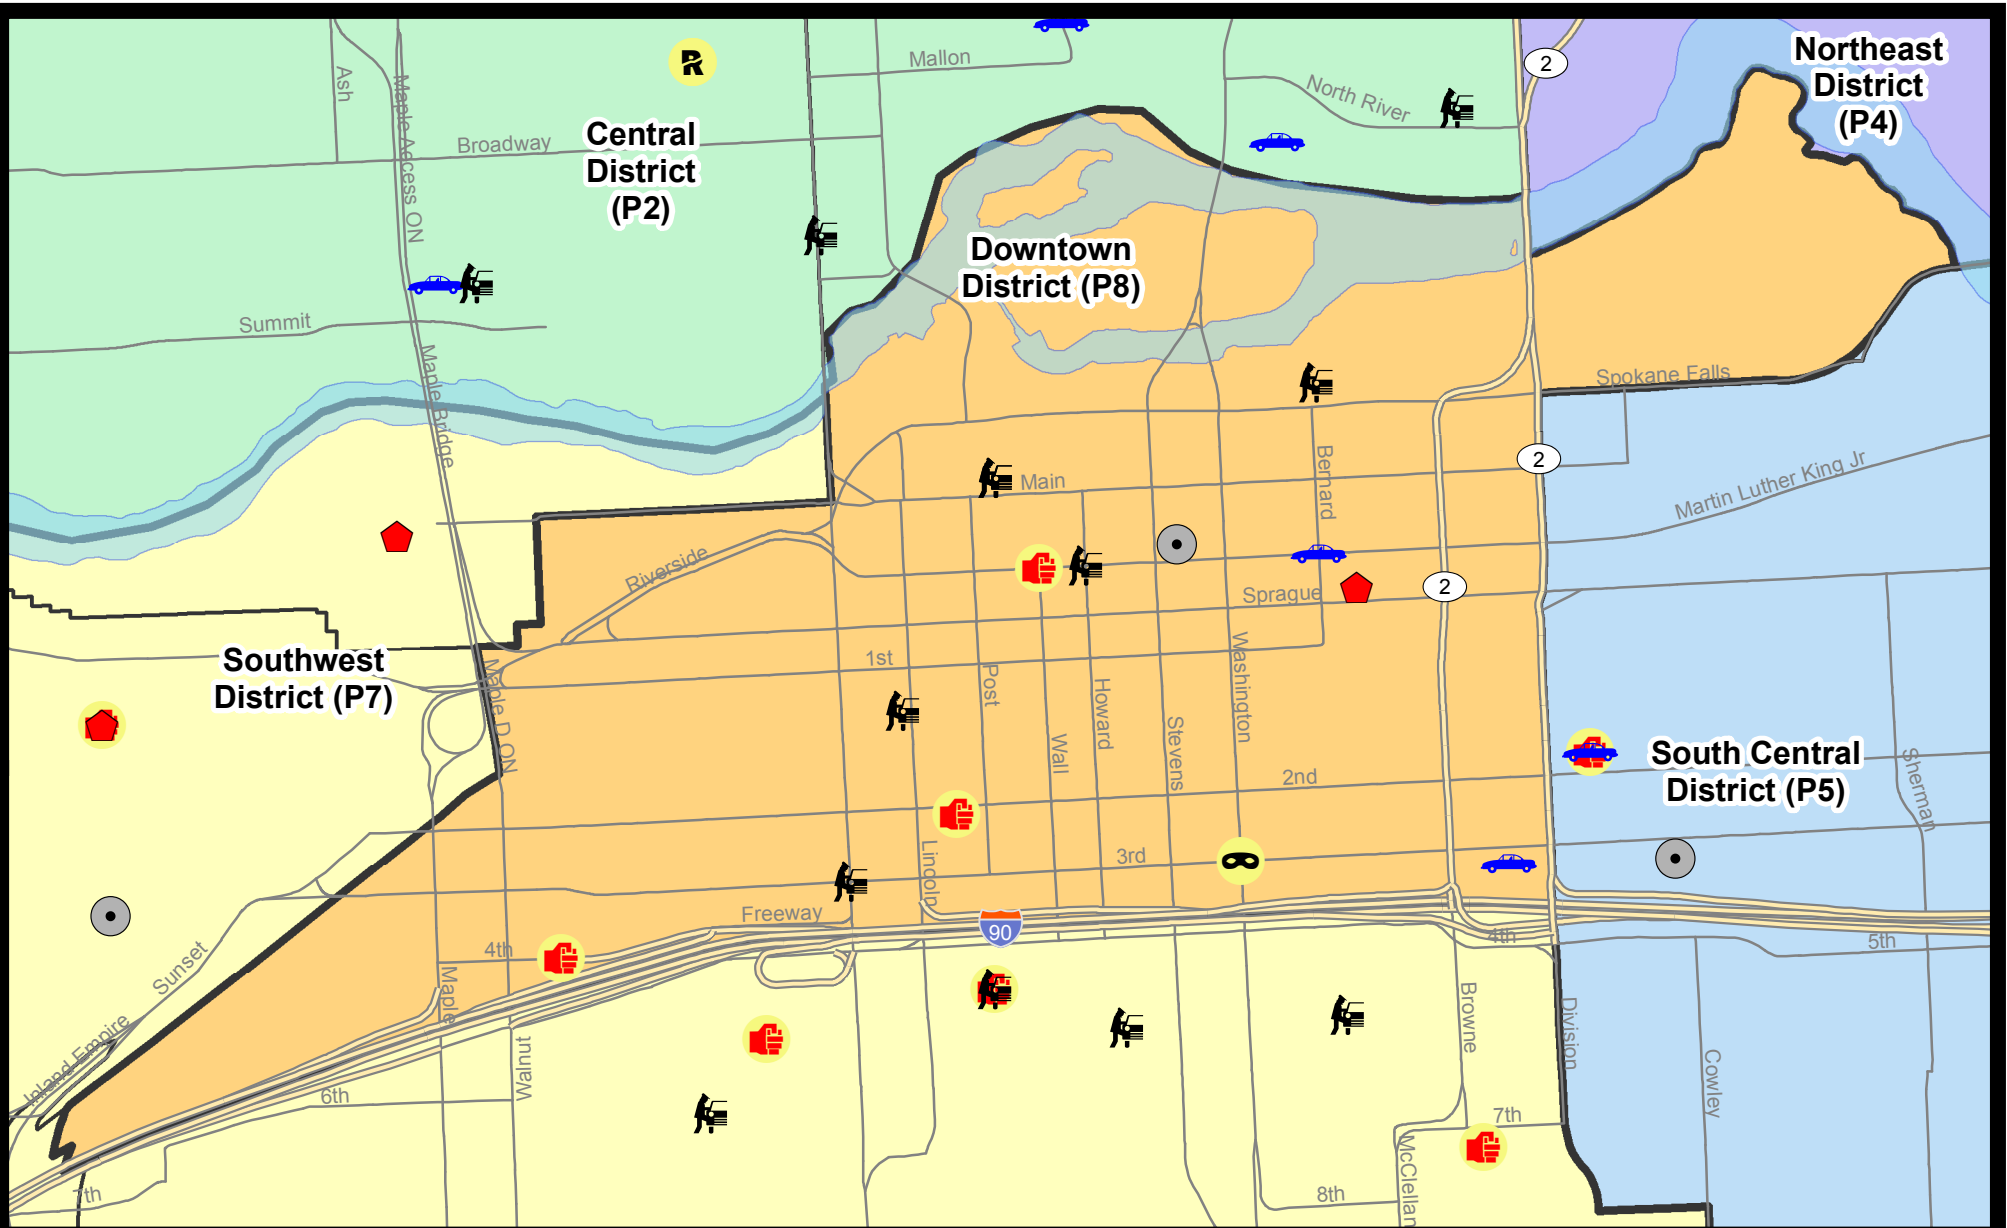 2
Northeast
District
(P4)
Mallon
Ash
Maple Access ON
R
North River
Central
District
(P2)
Broadway
Downtown
District (P8)
Summit
Maple Bridge
Spokane Falls
2
Main
Bernard
Martin Luther King Jr
Riverside
Sprague
2
Southwest
District (P7)
1st
Maple D ON
Post
Howard
Wall
Stevens
Washington
2nd
South Central
District (P5)
Sherman
3rd
Lincoln
Freeway
90
4th
4th
5th
Sunset
Maple
Inland Empire
Walnut
Browne
Division
6th
Cowley
7th
McClellan
7th
8th